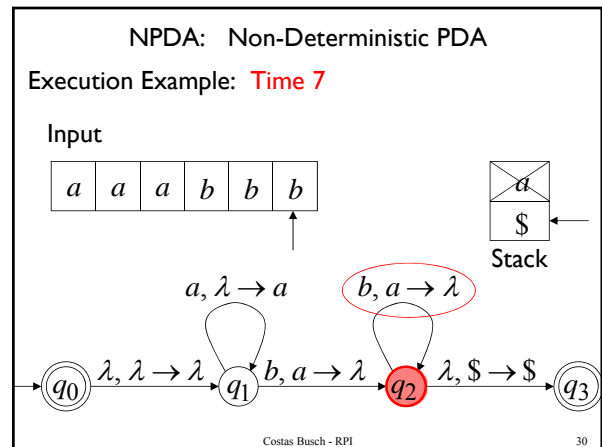 NPDA: Non-Deterministic PDA
Execution Example: Time 7
Input
a a a b b b
a
$
Stack
a, λ → a
b, a → λ
q0 λ, λ → λ q1 b, a → λ q2 λ, $ → $ q3
Costas Busch - RPI 30